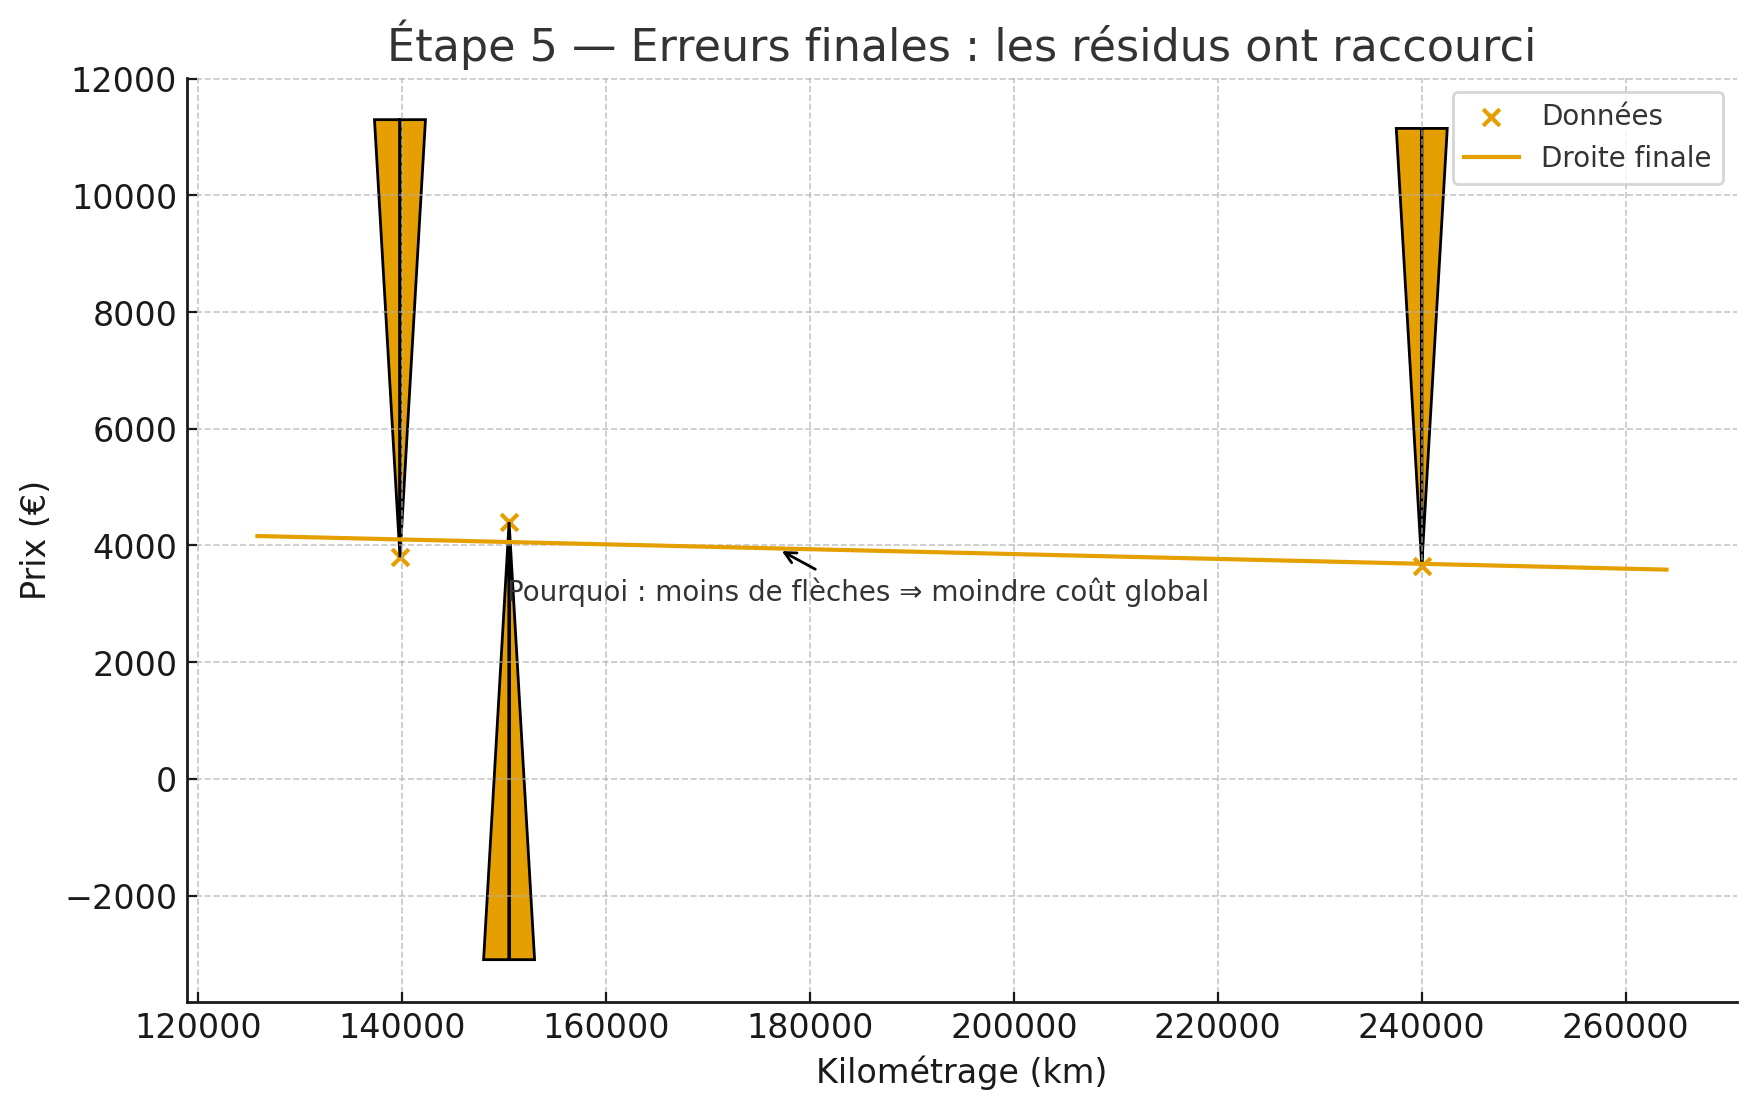 Étape 5 — Erreurs finales : les résidus ont raccourci
12000
10000
8000
6000
4000
2000
0
−2000
Prix (€)
Données
Droite finale
Pourquoi : moins de flèches ⇒ moindre coût global
120000 140000 160000 180000 200000 220000 240000 260000
Kilométrage (km)